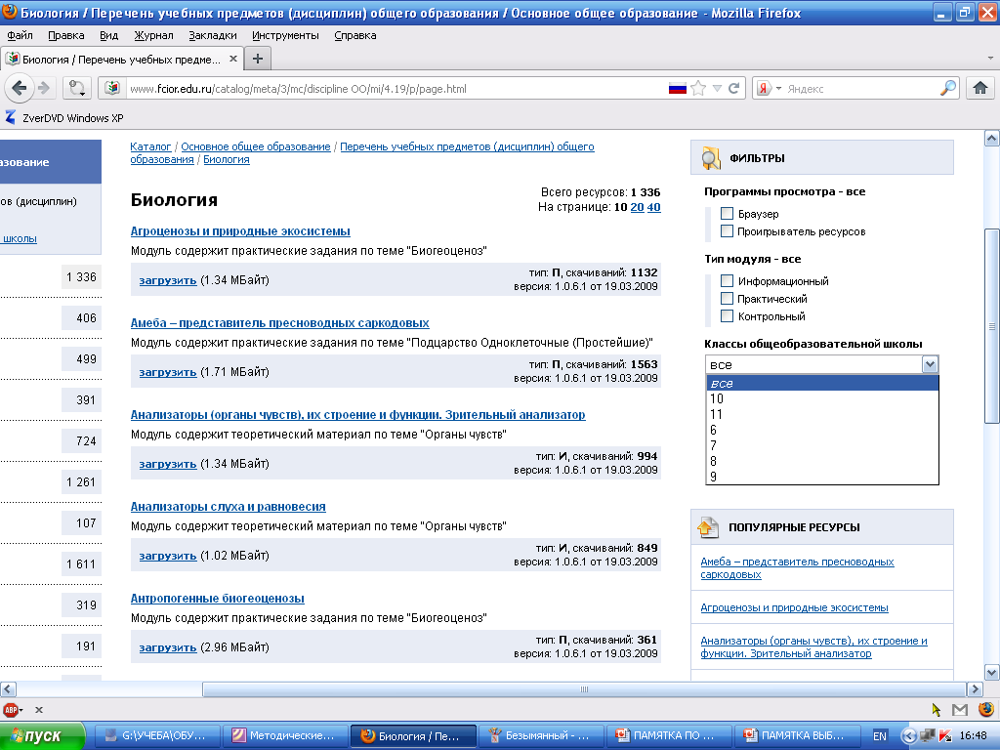 Биология / Перечень учебных предметов (дисциплин) общего образования / Основное общее образование - Mozilla Firefox
Файл Правка Вид Журнал Закладки Инструменты Справка
Биология / Перечень учебных предме...
www.fcior.edu.ru/catalog/meta/3/mc/discipline OO/mi/4.19/p/page.html
Яндекс
ZverDVD Windows XP
азование
ов (дисциплин)
школы
1 336
406
499
391
724
1 261
107
1 611
319
191
Каталог / Основное общее образование / Перечень учебных предметов (дисциплин) общего
образования / Биология
Биология
Всего ресурсов: 1 336
На странице: 10 20 40
Агроценозы и природные экосистемы
Модуль содержит практические задания по теме "Биогеоценоз"
загрузить (1.34 МБайт)
тип: П, скачиваний: 1132
версия: 1.0.6.1 от 19.03.2009
Амеба – представитель пресноводных саркодовых
Модуль содержит практические задания по теме "Подцарство Одноклеточные (Простейшие)"
загрузить (1.71 МБайт)
тип: П, скачиваний: 1563
версия: 1.0.6.1 от 19.03.2009
Анализаторы (органы чувств), их строение и функции. Зрительный анализатор
Модуль содержит теоретический материал по теме "Органы чувств"
загрузить (1.34 МБайт)
тип: И, скачиваний: 994
версия: 1.0.6.1 от 19.03.2009
Анализаторы слуха и равновесия
Модуль содержит теоретический материал по теме "Органы чувств"
загрузить (1.02 МБайт)
тип: И, скачиваний: 849
версия: 1.0.6.1 от 19.03.2009
Антропогенные биогеоценозы
Модуль содержит практические задания по теме "Биогеоценоз"
загрузить (2.96 МБайт)
тип: П, скачиваний: 361
версия: 1.0.6.1 от 19.03.2009
ФИЛЬТРЫ
Программы просмотра - все
Браузер
Проигрыватель ресурсов
Тип модуля - все
Информационный
Практический
Контрольный
Классы общеобразовательной школы
все
все
10
11
6
7
8
9
ПОПУЛЯРНЫЕ РЕСУРСЫ
Амеба – представитель пресноводных
саркодовых
Агроценозы и природные экосистемы
Анализаторы (органы чувств), их строение и
функции. Зрительный анализатор
ABP
пуск
G:\УЧЕБА\ОБУ...
Методические...
Биология / Пе...
Безымянный - ...
ПАМЯТКА ПО ...
ПАМЯТКА ВЫБ...
EN
16:48